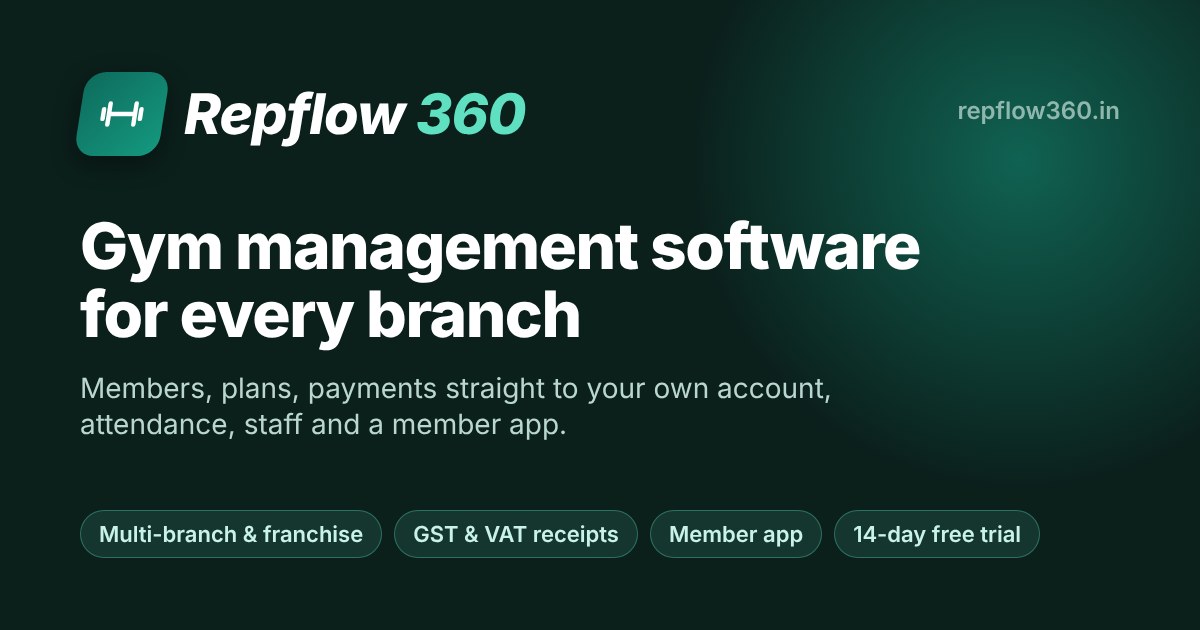 Repflow 360
repflow360.in
Gym management software
for every branch
Members, plans, payments straight to your own account,
attendance, staff and a member app.
Multi-branch & franchise
GST & VAT receipts
Member app
14-day free trial